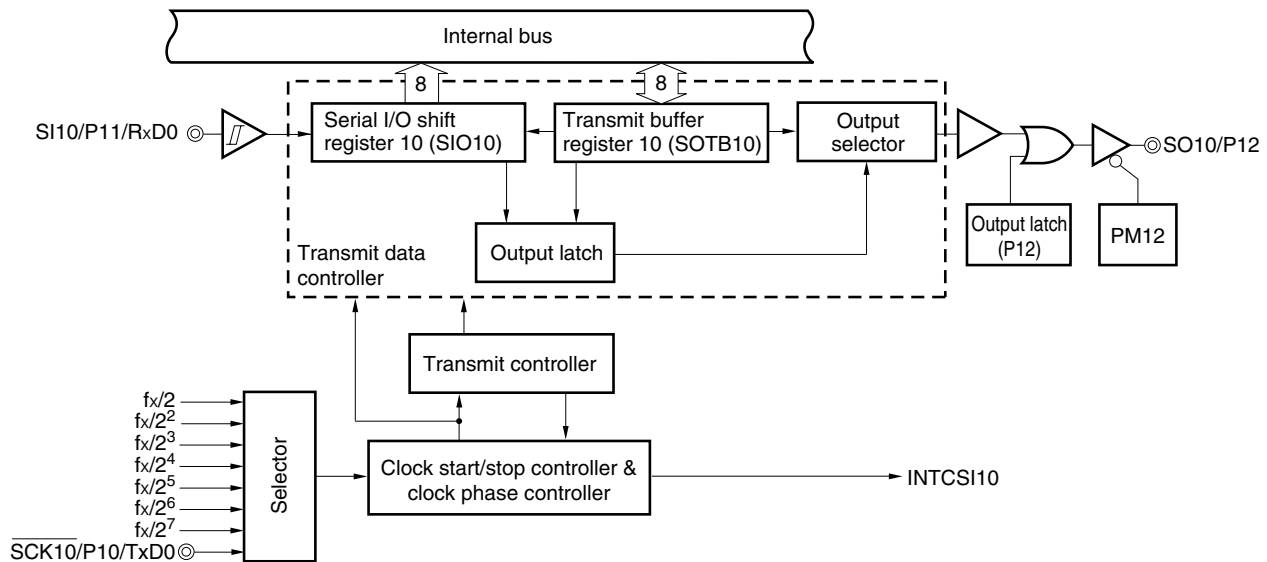 Internal bus
8
8
SI10/P11/RxD0
Serial I/O shift
register 10 (SIO10)
Transmit buffer
register 10 (SOTB10)
Output
selector
SO10/P12
Output latch
(P12)
PM12
Output latch
Transmit data
controller
Transmit controller
fx/2
fx/2²
fx/2³
fx/2⁴
fx/2⁵
fx/2⁶
fx/2⁷
S̅C̅K̅1̅0̅/P10/TxD0
Selector
Clock start/stop controller &
clock phase controller
INTCSI10